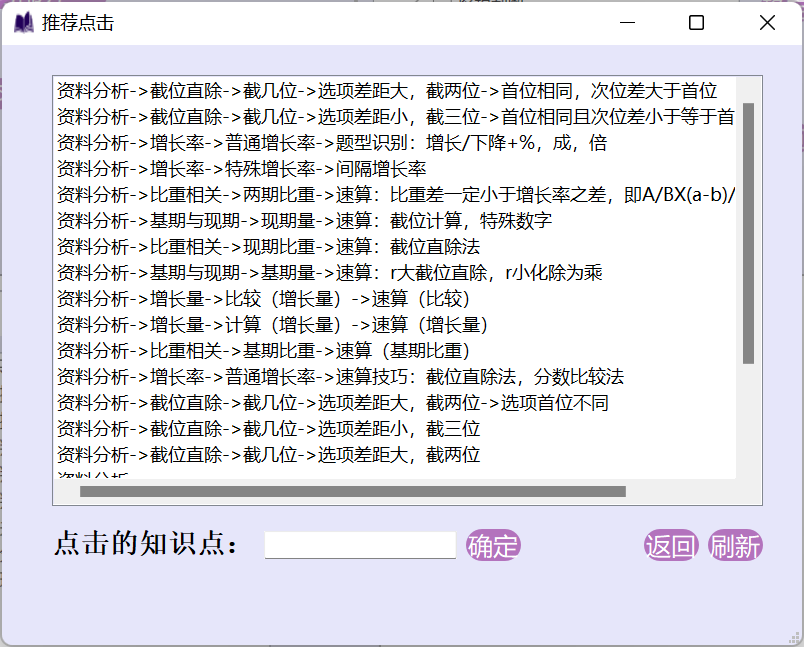 推荐点击
资料分析->截位直除->截几位->选项差距大，截两位->首位相同，次位差大于首位
资料分析->截位直除->截几位->选项差距小，截三位->首位相同且次位差小于等于首
资料分析->增长率->普通增长率->题型识别：增长/下降+%，成，倍
资料分析->增长率->特殊增长率->间隔增长率
资料分析->比重相关->两期比重->速算：比重差一定小于增长率之差，即A/BX(a-b)/
资料分析->基期与现期->现期量->速算：截位计算，特殊数字
资料分析->比重相关->现期比重->速算：截位直除法
资料分析->基期与现期->基期量->速算：r大截位直除，r小化除为乘
资料分析->增长量->比较（增长量）->速算（比较）
资料分析->增长量->计算（增长量）->速算（增长量）
资料分析->比重相关->基期比重->速算（基期比重）
资料分析->增长率->普通增长率->速算技巧：截位直除法，分数比较法
资料分析->截位直除->截几位->选项差距大，截两位->选项首位不同
资料分析->截位直除->截几位->选项差距小，截三位
资料分析->截位直除->截几位->选项差距大，截两位
点击的知识点： 确定 返回 刷新